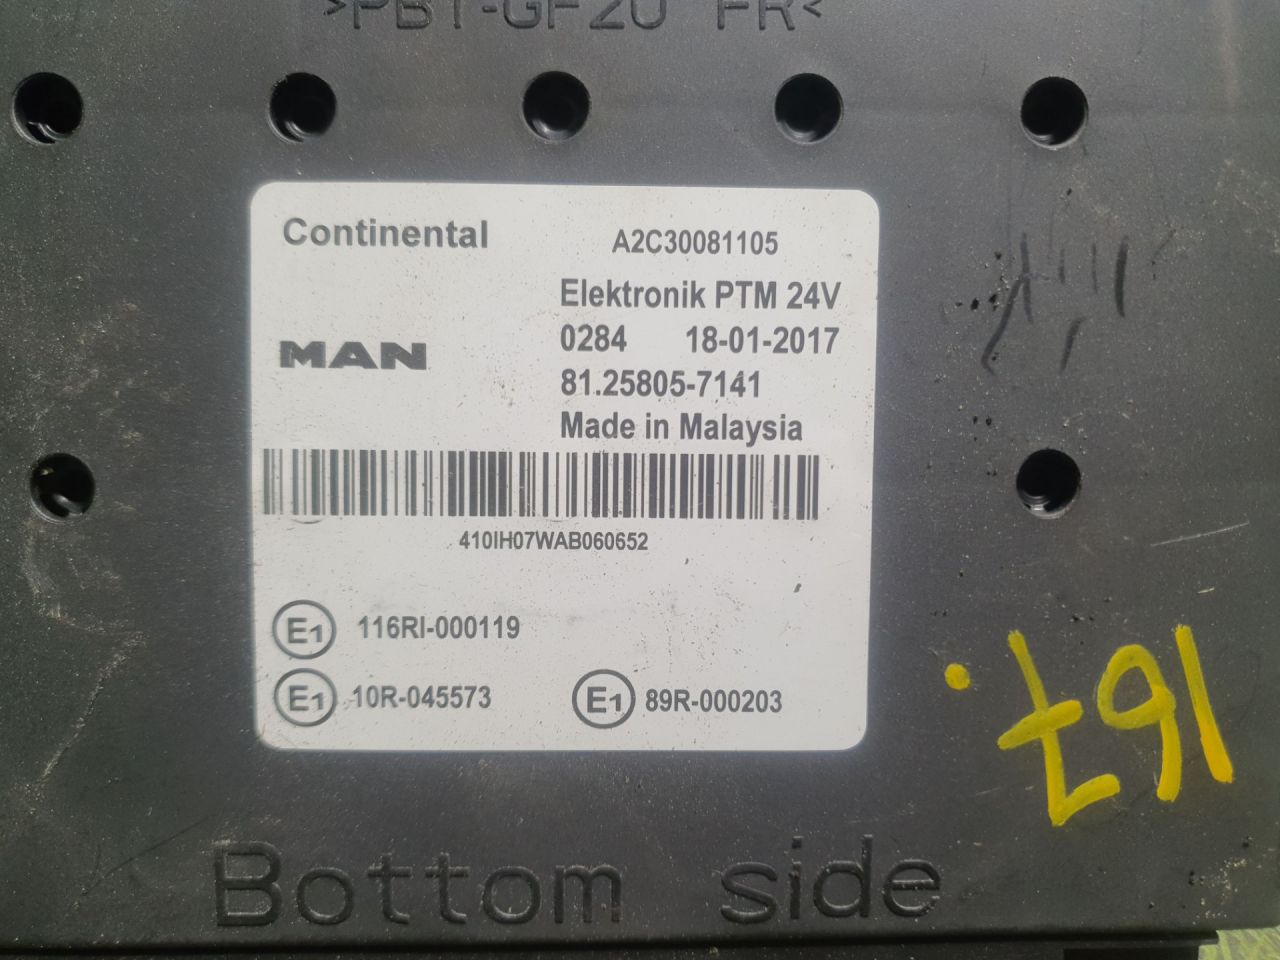 >PBT-GF20 FR<
Continental A2C30081105
Elektronik PTM 24V
0284 18-01-2017
MAN
81.25805-7141
Made in Malaysia
410IH07WAB060652
E1 116RI-000119
E1 10R-045573 E1 89R-000203
167.
Bottom side